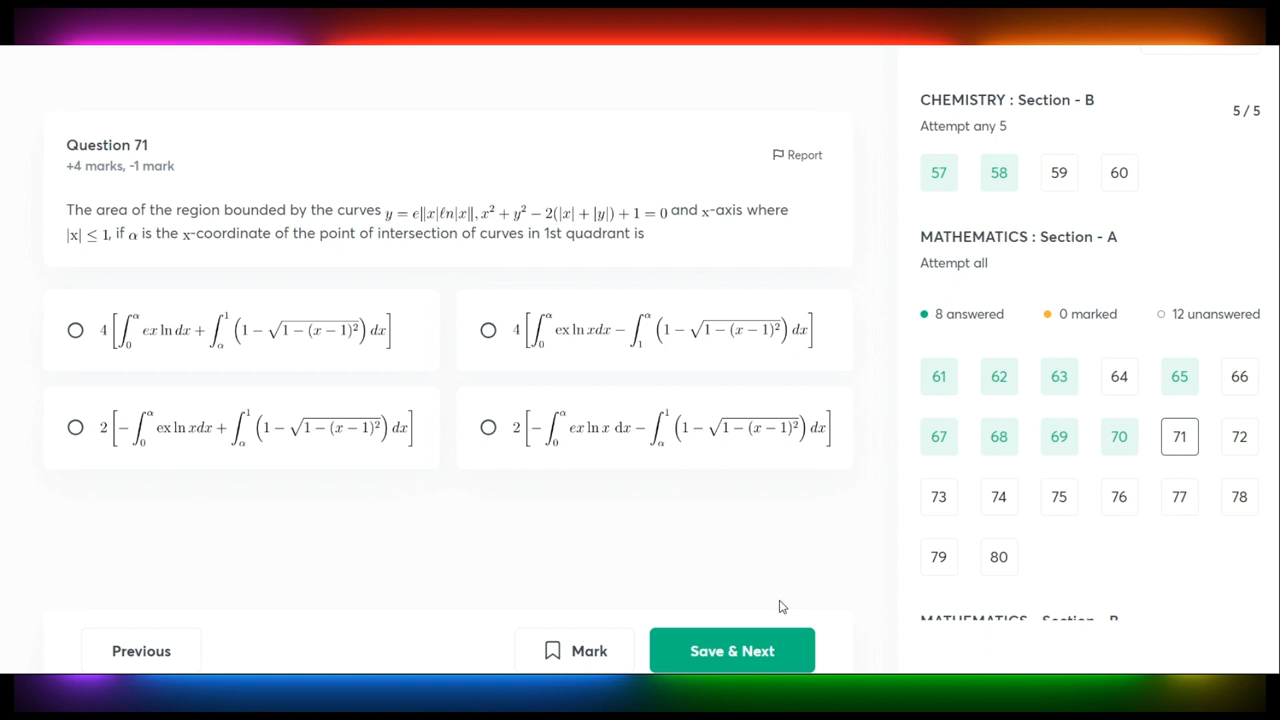 CHEMISTRY : Section - B
5 / 5
Attempt any 5
57 58 59 60
Question 71
+4 marks, -1 mark
Report
The area of the region bounded by the curves y = e||x|ℓn|x||, x² + y² − 2(|x| + |y|) + 1 = 0 and x-axis where
|x| ≤ 1, if α is the x-coordinate of the point of intersection of curves in 1st quadrant is
4 [∫₀^α ex ln dx + ∫_α^1 (1 − √(1 − (x − 1)²)) dx]
4 [∫₀^α ex ln xdx − ∫₁^α (1 − √(1 − (x − 1)²)) dx]
2 [− ∫₀^α ex ln xdx + ∫_α^1 (1 − √(1 − (x − 1)²)) dx]
2 [− ∫₀^α ex ln x dx − ∫_α^1 (1 − √(1 − (x − 1)²)) dx]
MATHEMATICS : Section - A
Attempt all
8 answered 0 marked 12 unanswered
61 62 63 64 65 66
67 68 69 70 71 72
73 74 75 76 77 78
79 80
MATHEMATICS : Section - B
Previous
Mark
Save & Next